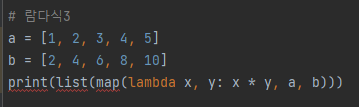 # 람다식3
a = [1, 2, 3, 4, 5]
b = [2, 4, 6, 8, 10]
print(list(map(lambda x, y: x * y, a, b)))